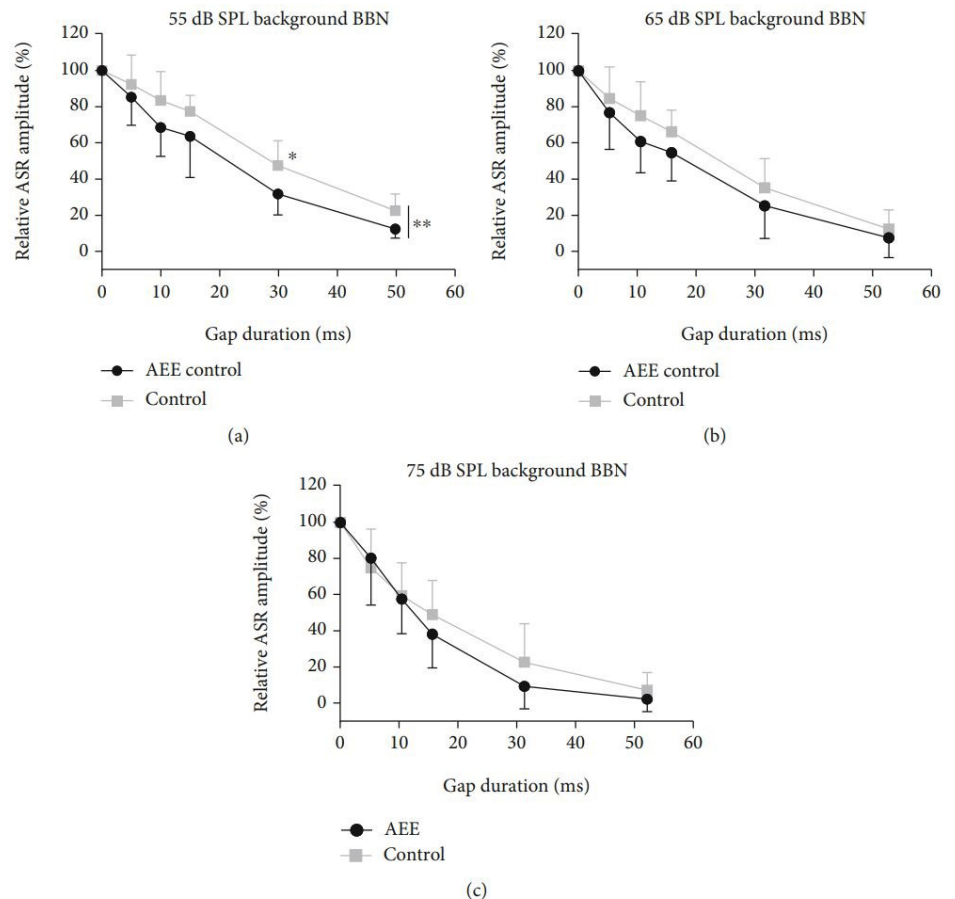 55 dB SPL background BBN
Relative ASR amplitude (%)
120
100
80
60
40
20
0
0 10 20 30 40 50 60
*
**
Gap duration (ms)
AEE control
Control
(a)
65 dB SPL background BBN
Relative ASR amplitude (%)
120
100
80
60
40
20
0
0 10 20 30 40 50 60
Gap duration (ms)
AEE control
Control
(b)
75 dB SPL background BBN
Relative ASR amplitude (%)
120
100
80
60
40
20
0
0 10 20 30 40 50 60
Gap duration (ms)
AEE
Control
(c)